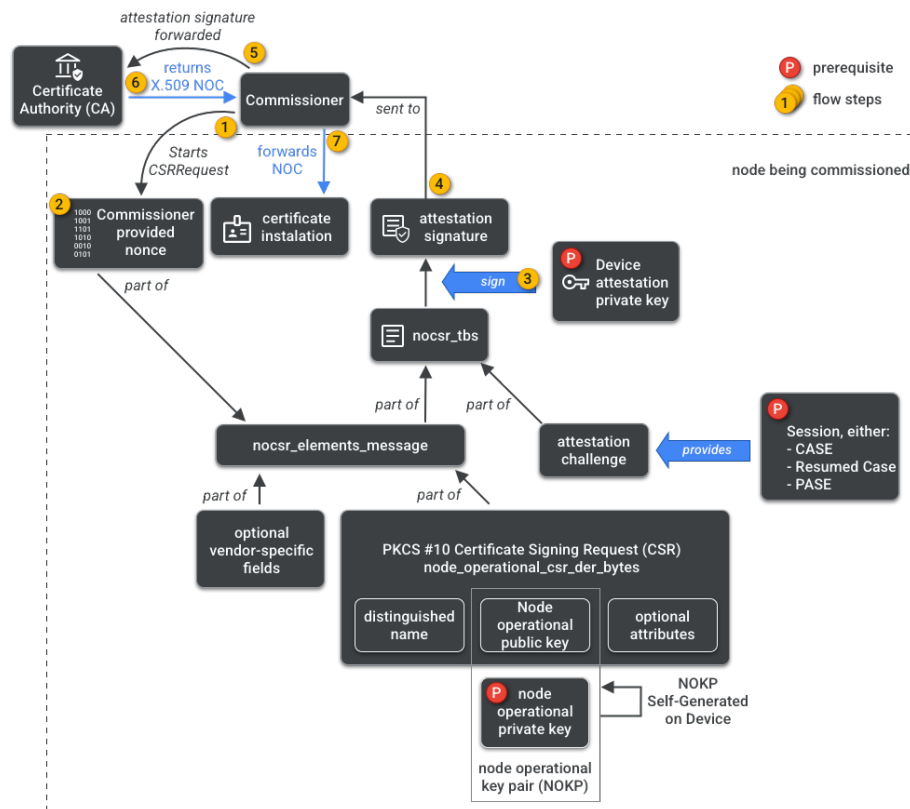 attestation signature
forwarded
5
Certificate
Authority (CA)
6
returns
X.509 NOC
Commissioner
P prerequisite
1 flow steps
1
sent to
7
Starts
CSRRequest
forwards
NOC
node being commissioned
4
2
1000
1001
1101
1010
0010
0101
Commissioner
provided
nonce
certificate
instalation
attestation
signature
part of
sign
3
P
Device
attestation
private key
nocsr_tbs
part of
part of
P
Session, either:
- CASE
- Resumed Case
- PASE
nocsr_elements_message
attestation
challenge
provides
part of
part of
optional
vendor-specific
fields
PKCS #10 Certificate Signing Request (CSR)
node_operational_csr_der_bytes
distinguished
name
Node
operational
public key
optional
attributes
P
node
operational
private key
NOKP
Self-Generated
on Device
node operational
key pair (NOKP)